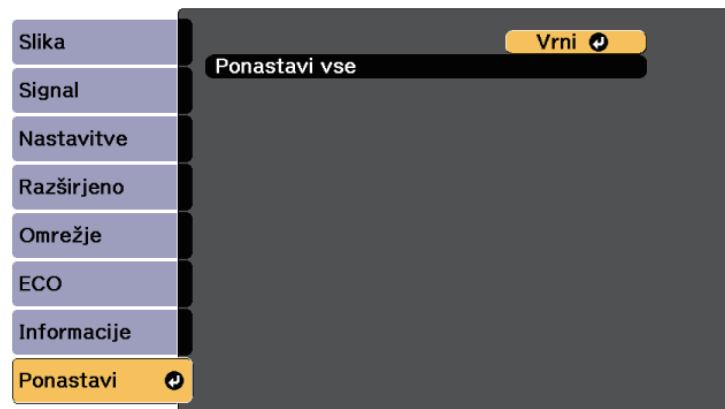 Slika
Signal
Nastavitve
Razširjeno
Omrežje
ECO
Informacije
Ponastavi
Vrni
Ponastavi vse